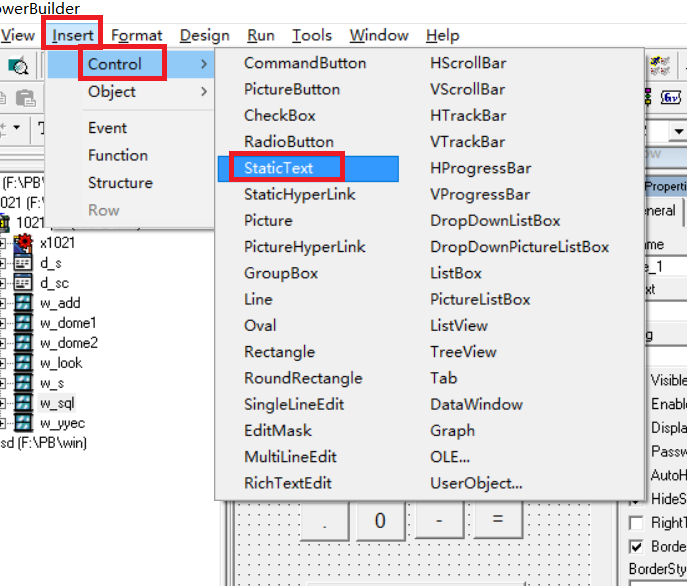 owerBuilder
View Insert Format Design Run Tools Window Help
Control
Object
Event
Function
Structure
Row
CommandButton
PictureButton
CheckBox
RadioButton
StaticText
StaticHyperLink
Picture
PictureHyperLink
GroupBox
Line
Oval
Rectangle
RoundRectangle
SingleLineEdit
EditMask
MultiLineEdit
RichTextEdit
HScrollBar
VScrollBar
HTrackBar
VTrackBar
HProgressBar
VProgressBar
DropDownListBox
DropDownPictureListBox
ListBox
PictureListBox
ListView
TreeView
Tab
DataWindow
Graph
OLE...
UserObject...
(F:\PB\
021 (F:\
1021
x1021
d_s
d_sc
w_add
w_dome1
w_dome2
w_look
w_s
w_sql
w_yyec
sd (F:\PB\win)
. 0 - =
Properti
eneral
me
e_1
xt
g
Visible
Enabl
Displa
Passw
AutoH
HideS
RightT
Borde
BorderSty